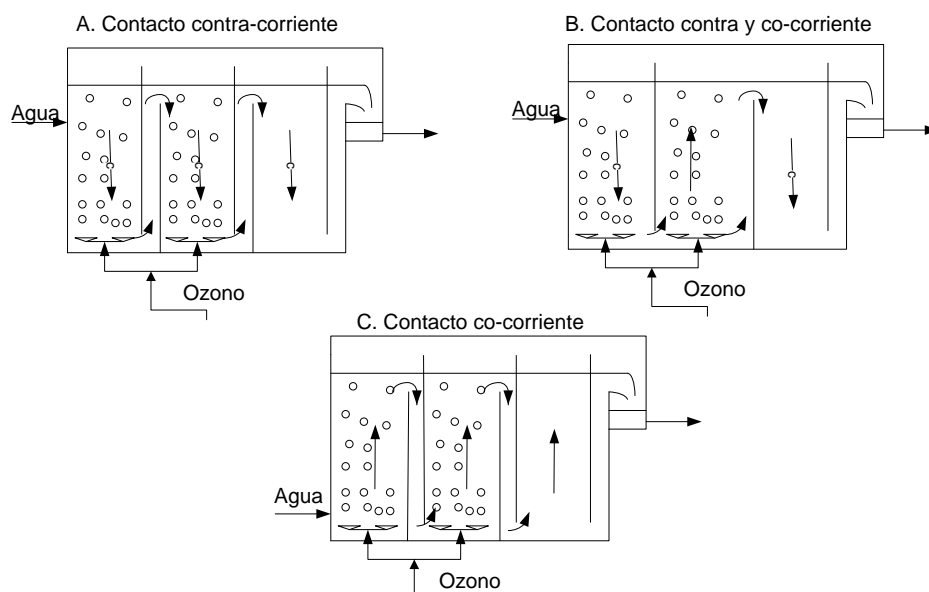 A. Contacto contra-corriente
Agua
Ozono
B. Contacto contra y co-corriente
Agua
Ozono
C. Contacto co-corriente
Agua
Ozono